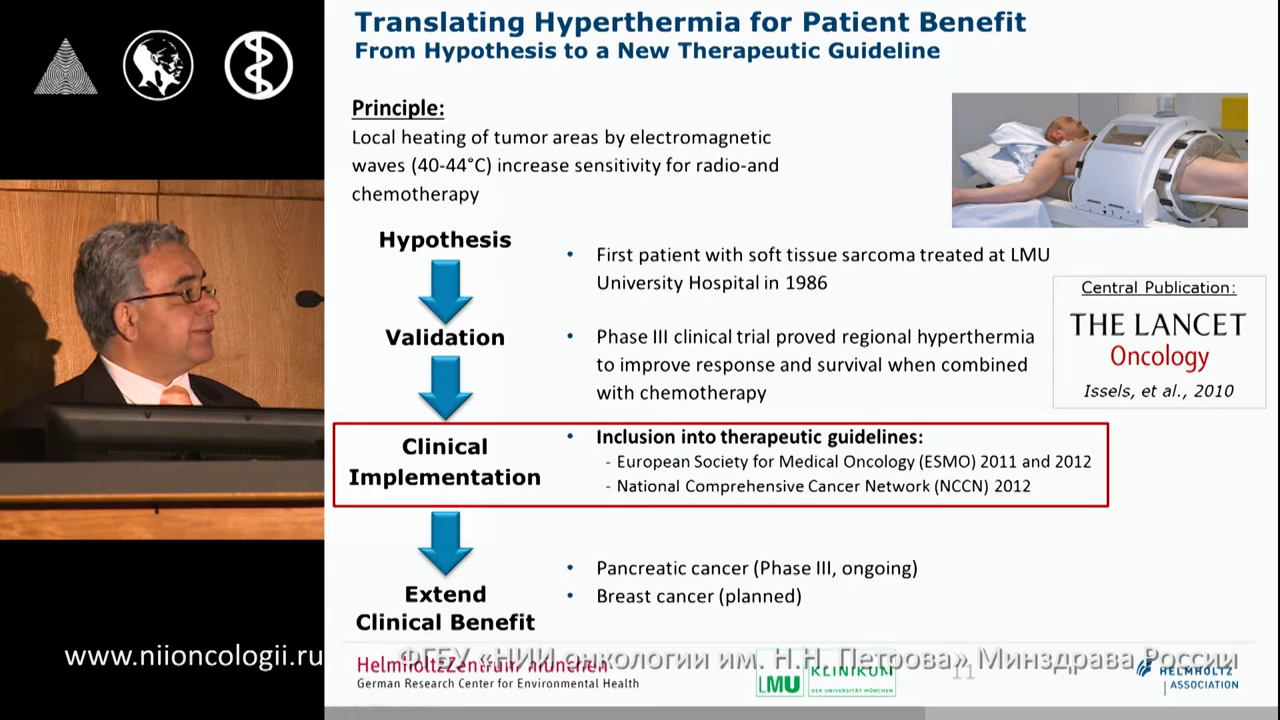 Translating Hyperthermia for Patient Benefit
From Hypothesis to a New Therapeutic Guideline
Principle:
Local heating of tumor areas by electromagnetic
waves (40-44°C) increase sensitivity for radio-and
chemotherapy
Hypothesis
• First patient with soft tissue sarcoma treated at LMU
University Hospital in 1986
Central Publication:
THE LANCET
Oncology
Issels, et al., 2010
Validation
• Phase III clinical trial proved regional hyperthermia
to improve response and survival when combined
with chemotherapy
Clinical
Implementation
• Inclusion into therapeutic guidelines:
- European Society for Medical Oncology (ESMO) 2011 and 2012
- National Comprehensive Cancer Network (NCCN) 2012
Extend
Clinical Benefit
• Pancreatic cancer (Phase III, ongoing)
• Breast cancer (planned)
www.niioncologii.ru
ФГБУ «НИИ онкологии им. Н.Н. Петрова» Минздрава России
HelmholtzZentrum münchen
German Research Center for Environmental Health
LMU
KLINIKUM
DER UNIVERSITÄT MÜNCHEN
11
HELMHOLTZ
ASSOCIATION